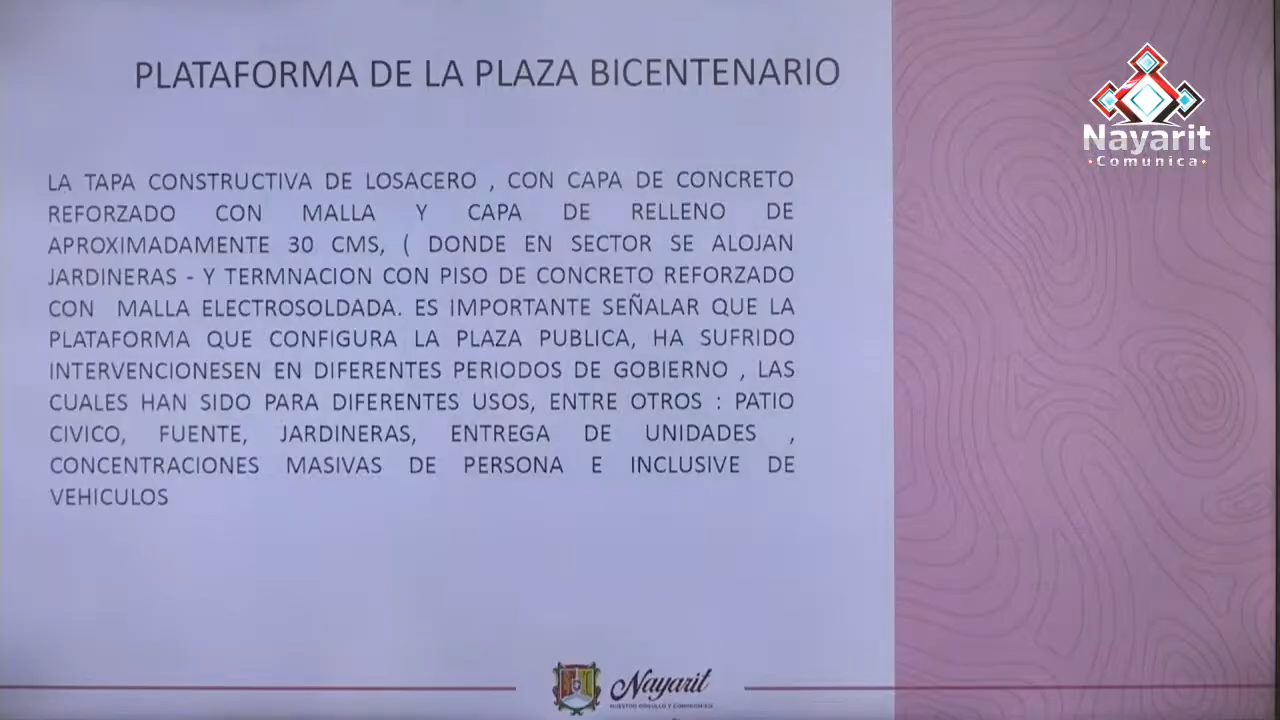 PLATAFORMA DE LA PLAZA BICENTENARIO
Nayarit
Comunica
LA TAPA CONSTRUCTIVA DE LOSACERO , CON CAPA DE CONCRETO
REFORZADO CON MALLA Y CAPA DE RELLENO DE
APROXIMADAMENTE 30 CMS, ( DONDE EN SECTOR SE ALOJAN
JARDINERAS - Y TERMNACION CON PISO DE CONCRETO REFORZADO
CON MALLA ELECTROSOLDADA. ES IMPORTANTE SEÑALAR QUE LA
PLATAFORMA QUE CONFIGURA LA PLAZA PUBLICA, HA SUFRIDO
INTERVENCIONESEN EN DIFERENTES PERIODOS DE GOBIERNO , LAS
CUALES HAN SIDO PARA DIFERENTES USOS, ENTRE OTROS : PATIO
CIVICO, FUENTE, JARDINERAS, ENTREGA DE UNIDADES ,
CONCENTRACIONES MASIVAS DE PERSONA E INCLUSIVE DE
VEHICULOS
Nayarit
NUESTRO ORGULLO Y COMPROMISO